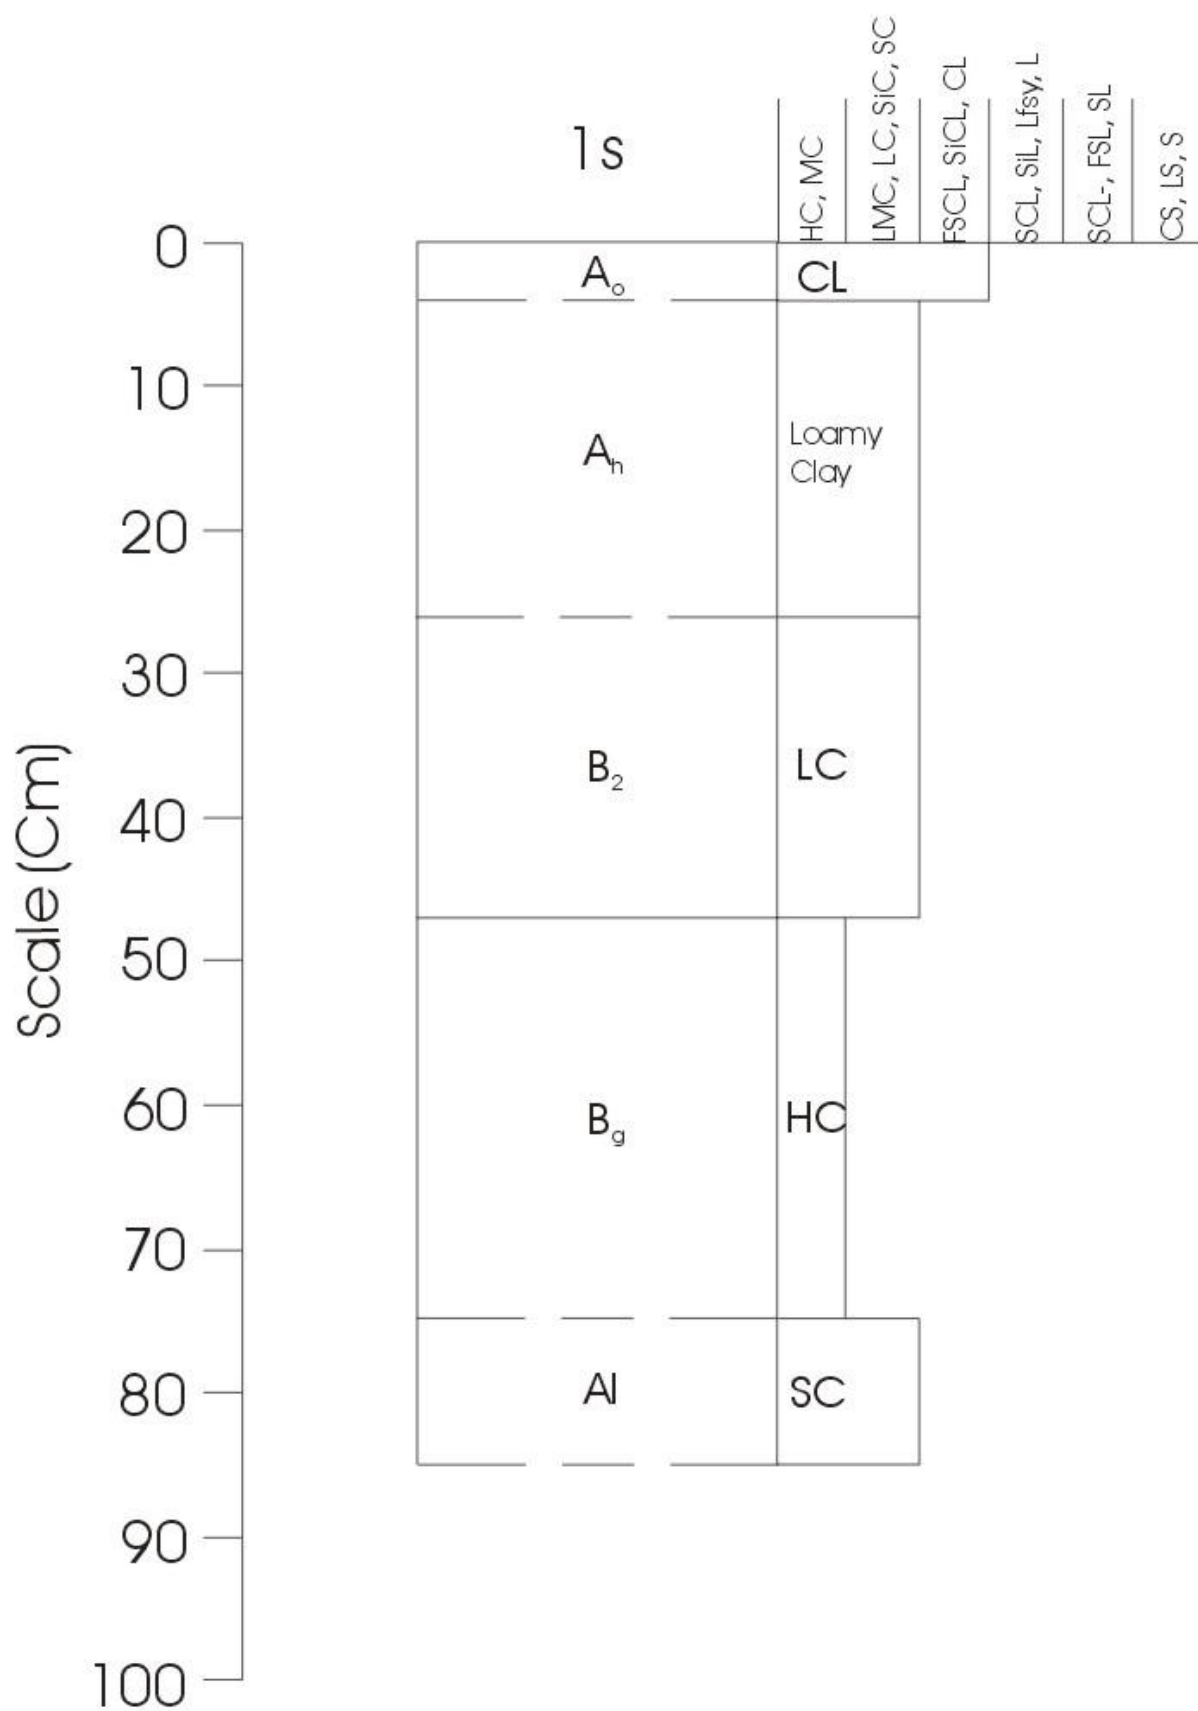 1s
HC, MC
LMC, LC, SiC, SC
FSCL, SiCL, CL
SCL, SiL, Lfsy, L
SCL-, FSL, SL
CS, LS, S
0
A₀
CL
10
Aₕ
Loamy
Clay
20
30
B₂
LC
40
Scale (Cm)
50
60
Bg
HC
70
80
Al
SC
90
100